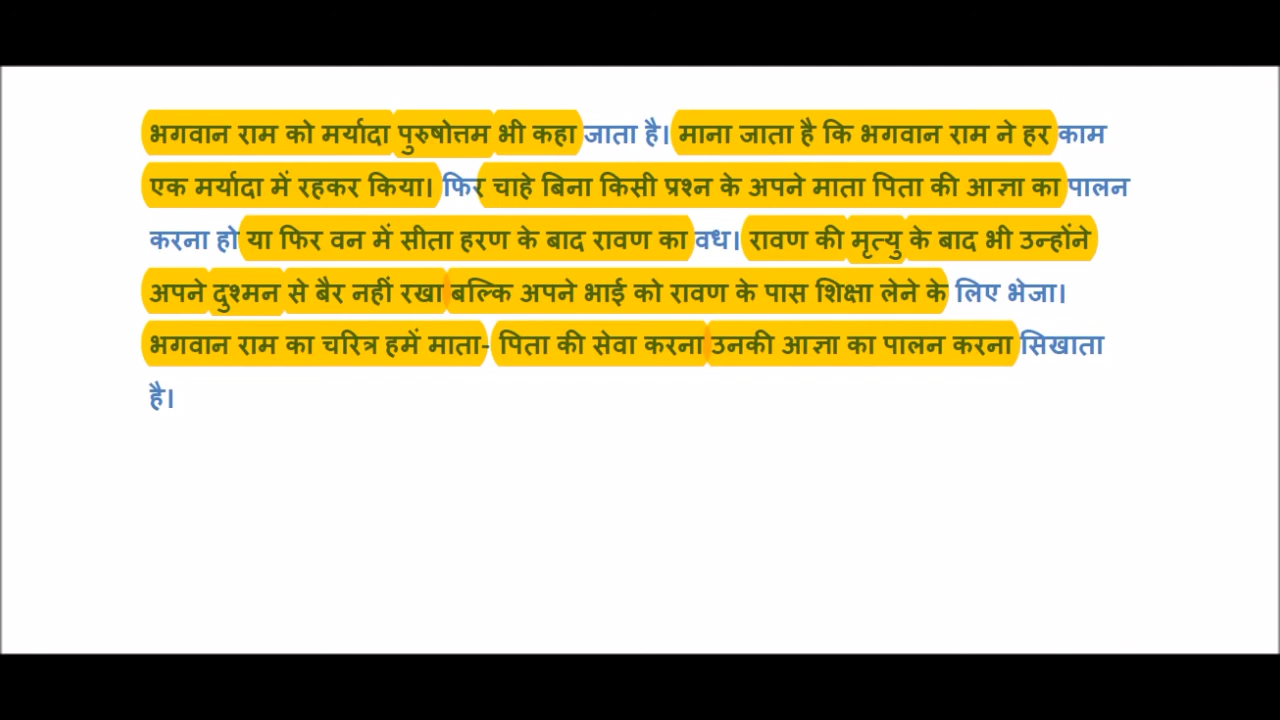 भगवान राम को मर्यादा पुरुषोत्तम भी कहा जाता है। माना जाता है कि भगवान राम ने हर काम
एक मर्यादा में रहकर किया। फिर चाहे बिना किसी प्रश्न के अपने माता पिता की आज्ञा का पालन
करना हो या फिर वन में सीता हरण के बाद रावण का वध। रावण की मृत्यु के बाद भी उन्होंने
अपने दुश्मन से बैर नहीं रखा बल्कि अपने भाई को रावण के पास शिक्षा लेने के लिए भेजा।
भगवान राम का चरित्र हमें माता- पिता की सेवा करना उनकी आज्ञा का पालन करना सिखाता
है।